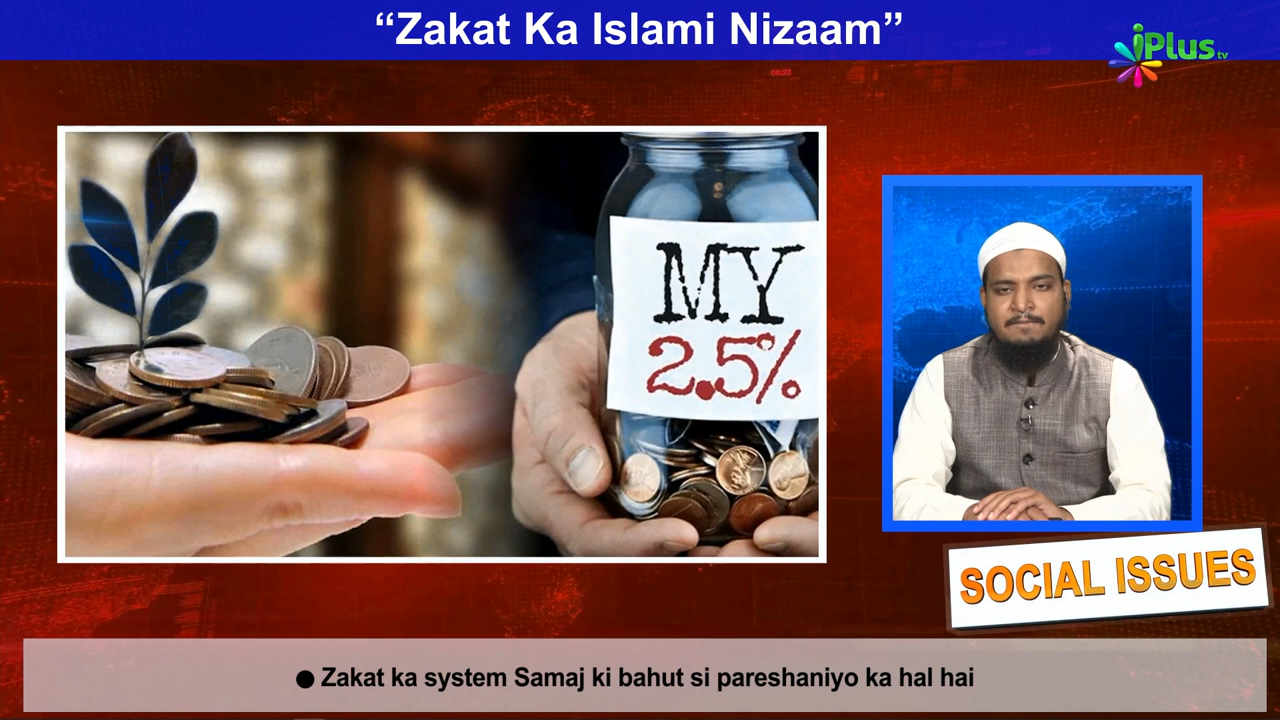 “Zakat Ka Islami Nizaam”
iPlus tv
MY
2.5%
SOCIAL ISSUES
● Zakat ka system Samaj ki bahut si pareshaniyo ka hal hai